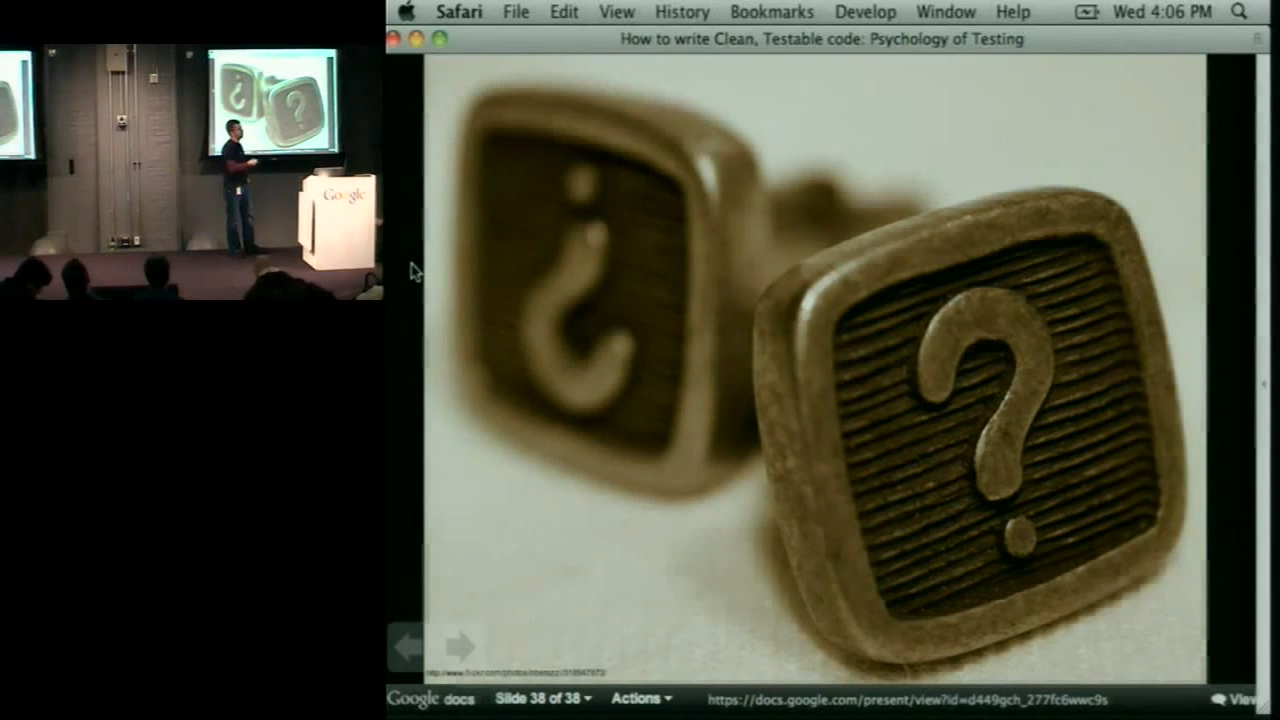 Safari File Edit View History Bookmarks Develop Window Help Wed 4:06 PM
How to write Clean, Testable code: Psychology of Testing
?
?
Google
?
?
Google docs Slide 38 of 38 Actions https://docs.google.com/present/view?id=d449gch_277fc6wwc9s View